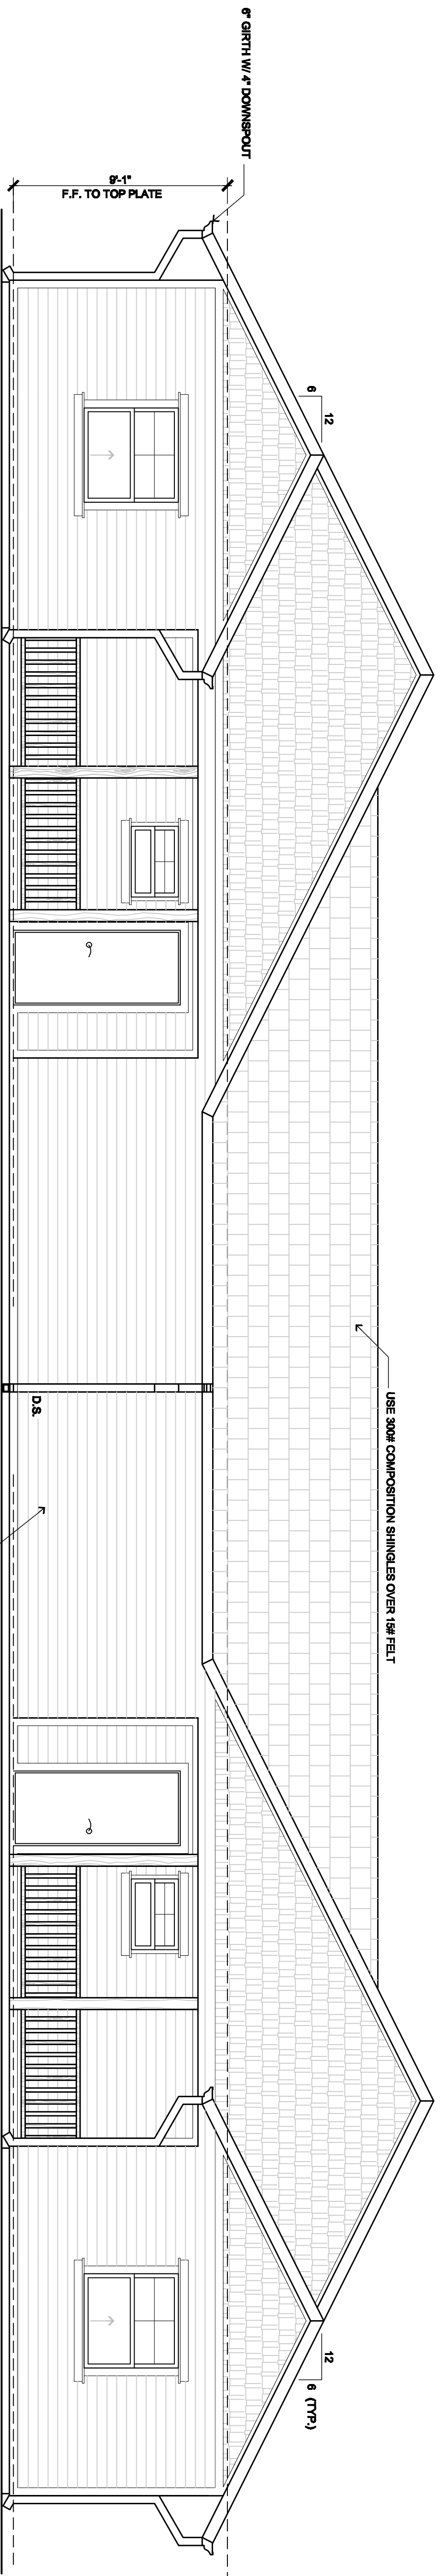 6" GIRTH W/ 4" DOWNSPOUT
9'-1"
F.F. TO TOP PLATE
12
6
USE 300# COMPOSITION SHINGLES OVER 15# FELT
D.S.
12
6 (TYP.)